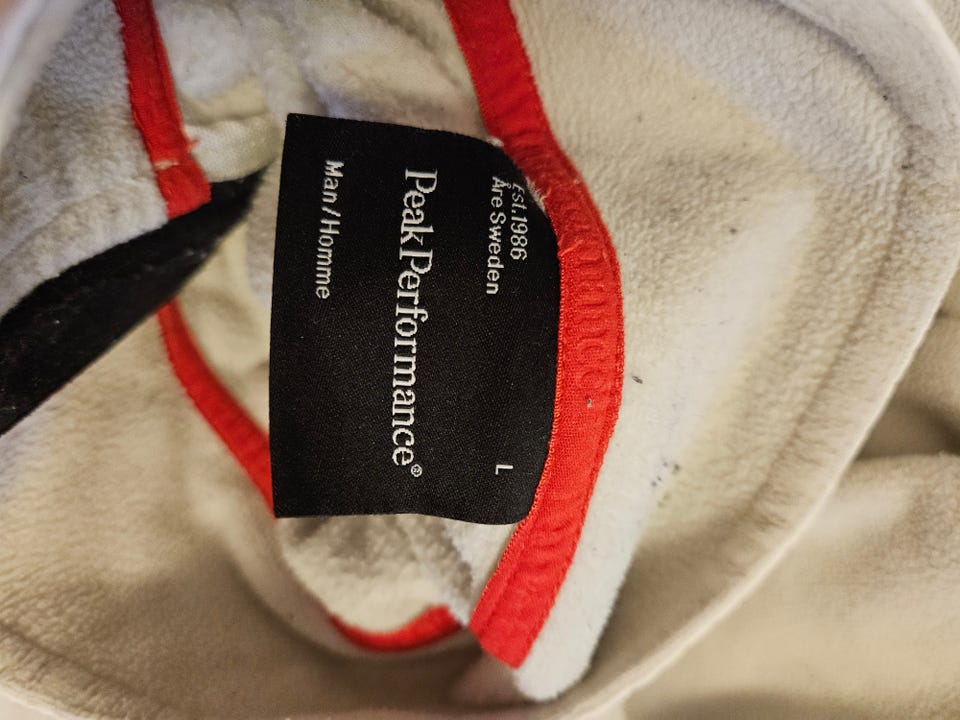 Est.1986
Åre Sweden
L
PeakPerformance®
Man/Homme